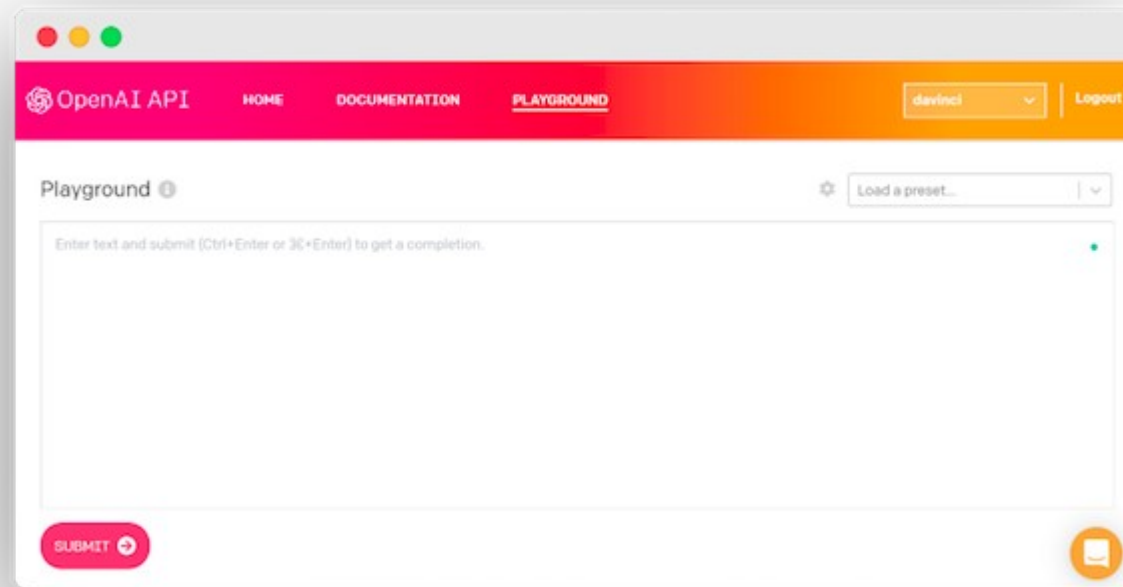 OpenAI API HOME DOCUMENTATION PLAYGROUND davinci Logout
Playground Load a preset...
Enter text and submit (Ctrl+Enter or ⌘+Enter) to get a completion.
SUBMIT